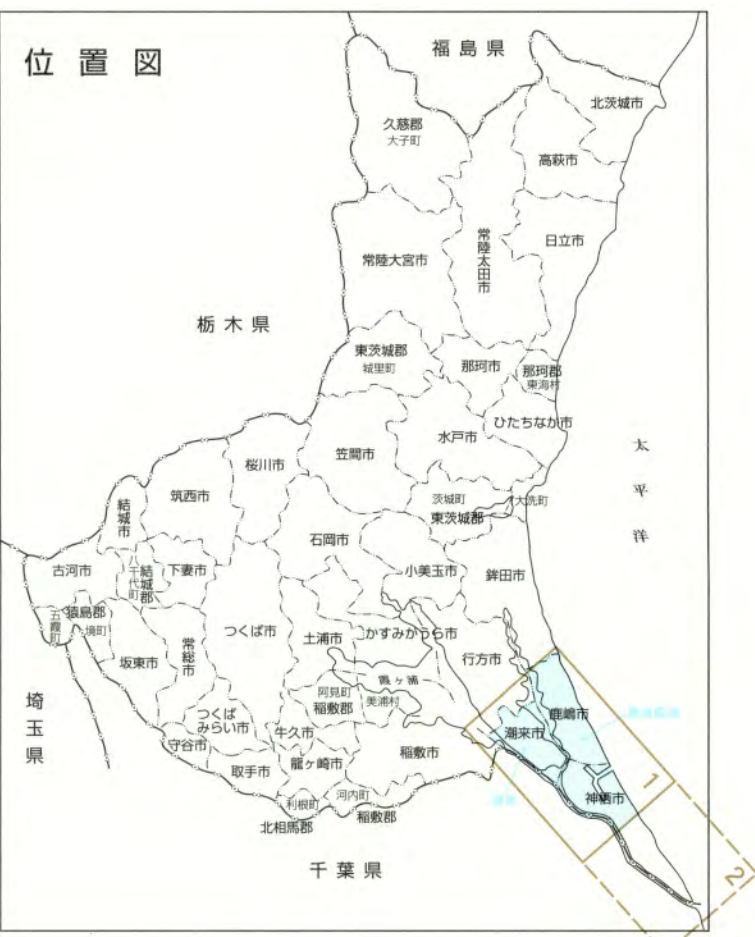 位置図
福島県
北茨城市
久慈郡
大子町
高萩市
常陸太田市
日立市
常陸大宮市
栃木県
東茨城郡
城里町
那珂市
那珂郡
東海村
ひたちなか市
水戸市
笠間市
桜川市
太平洋
筑西市
結城市
茨城町
大洗町
東茨城郡
石岡市
古河市
八千代町
結城郡
下妻市
小美玉市
鉾田市
五霞町
猿島郡
境町
つくば市
土浦市
かすみがうら市
坂東市
常総市
行方市
霞ヶ浦
阿見町
稲敷郡
美浦村
埼玉県
つくば
みらい市
牛久市
守谷市
取手市
龍ヶ崎市
稲敷市
潮来市
鹿嶋市
神栖市
1
利根町
河内町
北相馬郡
稲敷郡
2
千葉県